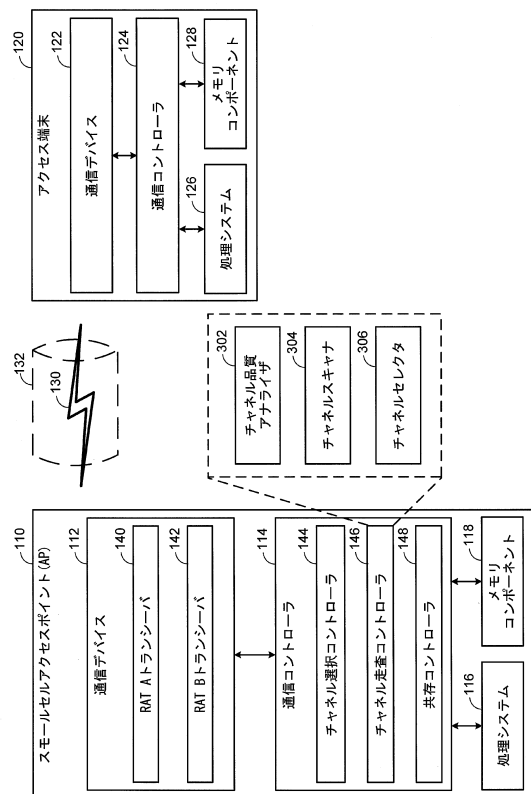 110
スモールセルアクセスポイント(AP)
112
通信デバイス
140
RAT Aトランシーバ
142
RAT Bトランシーバ
114
通信コントローラ
144
チャネル選択コントローラ
146
チャネル走査コントローラ
148
共存コントローラ
116
処理システム
118
メモリ
コンポーネント
132
130
302
チャネル品質
アナライザ
304
チャネルスキャナ
306
チャネルセレクタ
120
アクセス端末
122
通信デバイス
124
通信コントローラ
126
処理システム
128
メモリ
コンポーネント